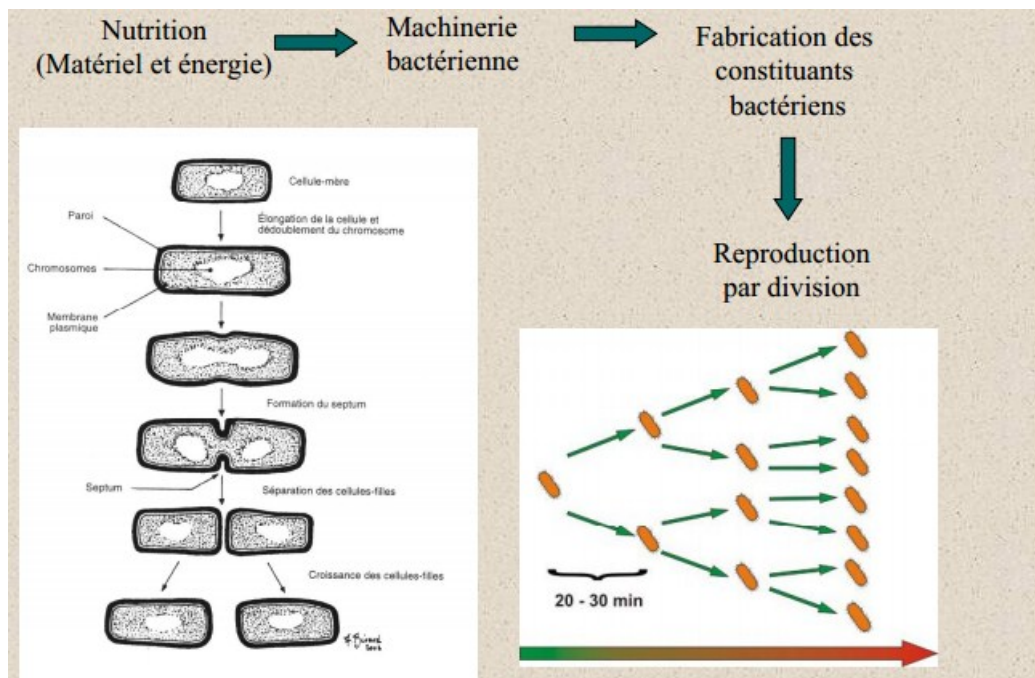 Nutrition
(Matériel et énergie)
Machinerie
bactérienne
Fabrication des
constituants
bactériens
Reproduction
par division
Cellule-mère
Élongation de la cellule et
dédoublement du chromosome
Paroi
Chromosomes
Membrane
plasmique
Formation du septum
Septum
Séparation des cellules-filles
Croissance des cellules-filles
20 - 30 min